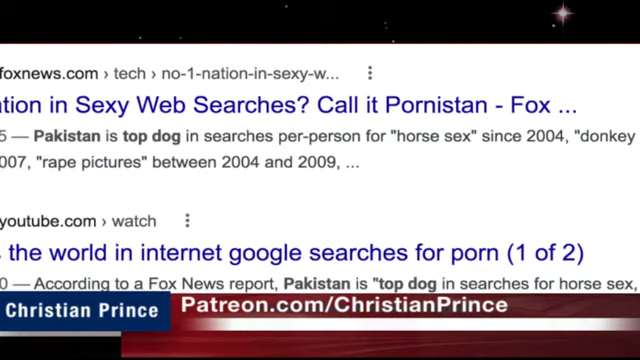 foxnews.com › tech › no-1-nation-in-sexy-w...
ation in Sexy Web Searches? Call it Pornistan - Fox ...
5 — Pakistan is top dog in searches per-person for "horse sex" since 2004, "donkey
007, "rape pictures" between 2004 and 2009, ...
youtube.com › watch
s the world in internet google searches for porn (1 of 2)
0 — According to a Fox News report, Pakistan is "top dog in searches for horse sex,
Christian Prince
Patreon.com/ChristianPrince